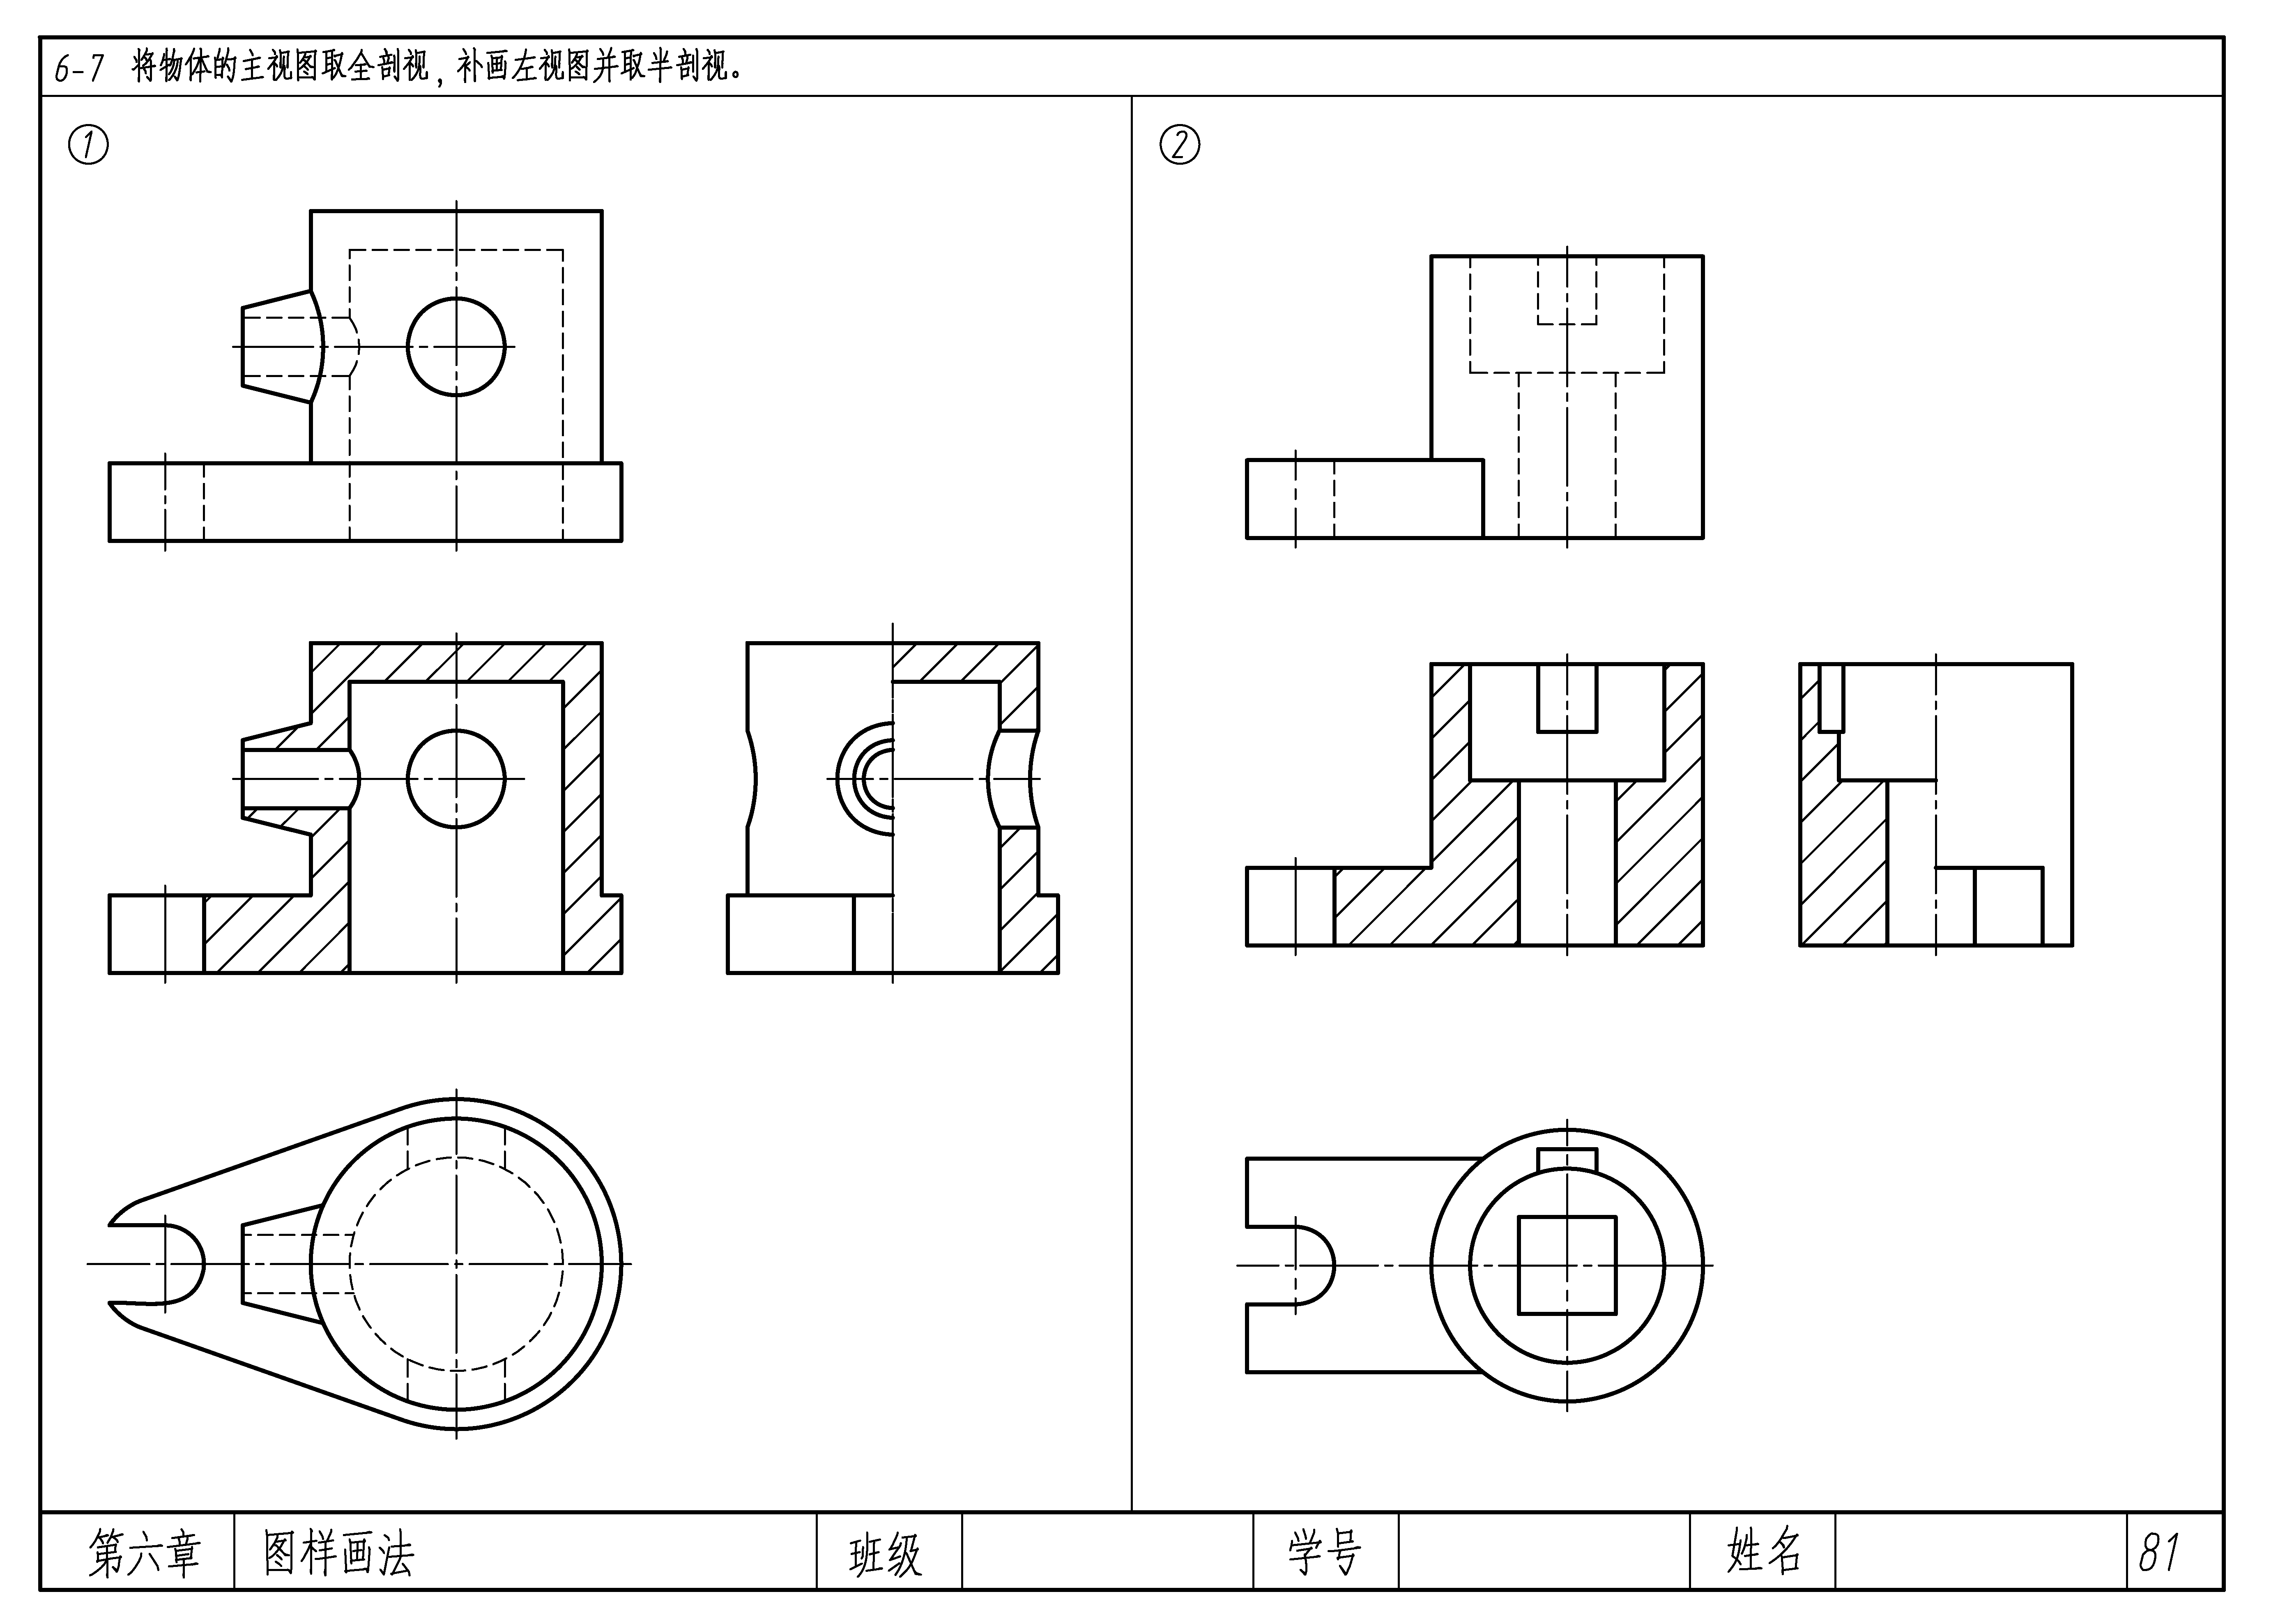 6-7 将物体的主视图取全剖视，补画左视图并取半剖视。
①
②
第六章 图样画法 班级 学号 姓名 81